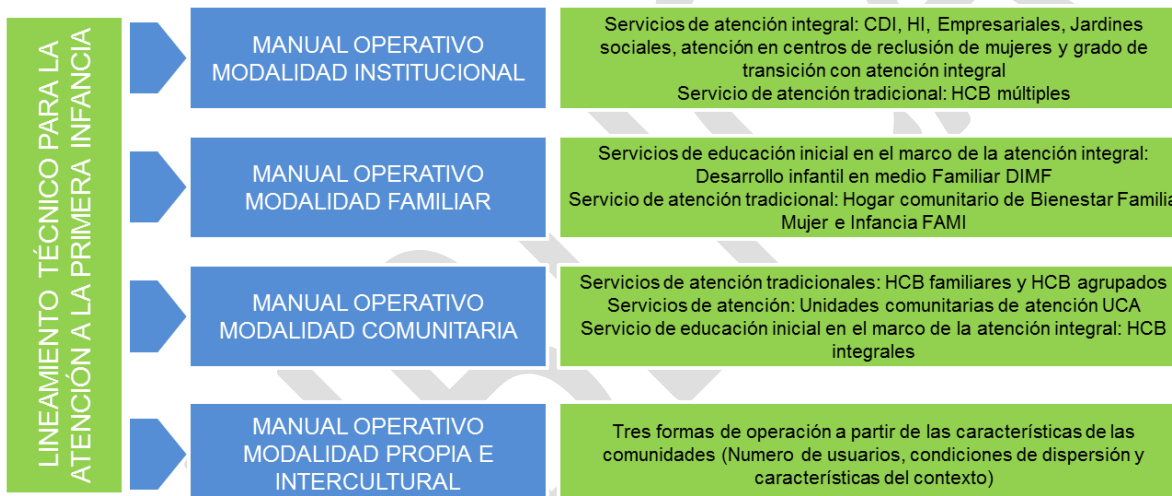 LINEAMIENTO TÉCNICO PARA LA
ATENCIÓN A LA PRIMERA INFANCIA
MANUAL OPERATIVO
MODALIDAD INSTITUCIONAL
Servicios de atención integral: CDI, HI, Empresariales, Jardines
sociales, atención en centros de reclusión de mujeres y grado de
transición con atención integral
Servicio de atención tradicional: HCB múltiples
MANUAL OPERATIVO
MODALIDAD FAMILIAR
Servicios de educación inicial en el marco de la atención integral:
Desarrollo infantil en medio Familiar DIMF
Servicio de atención tradicional: Hogar comunitario de Bienestar Familia
Mujer e Infancia FAMI
MANUAL OPERATIVO
MODALIDAD COMUNITARIA
Servicios de atención tradicionales: HCB familiares y HCB agrupados
Servicios de atención: Unidades comunitarias de atención UCA
Servicio de educación inicial en el marco de la atención integral: HCB
integrales
MANUAL OPERATIVO
MODALIDAD PROPIA E
INTERCULTURAL
Tres formas de operación a partir de las características de las
comunidades (Numero de usuarios, condiciones de dispersión y
características del contexto)